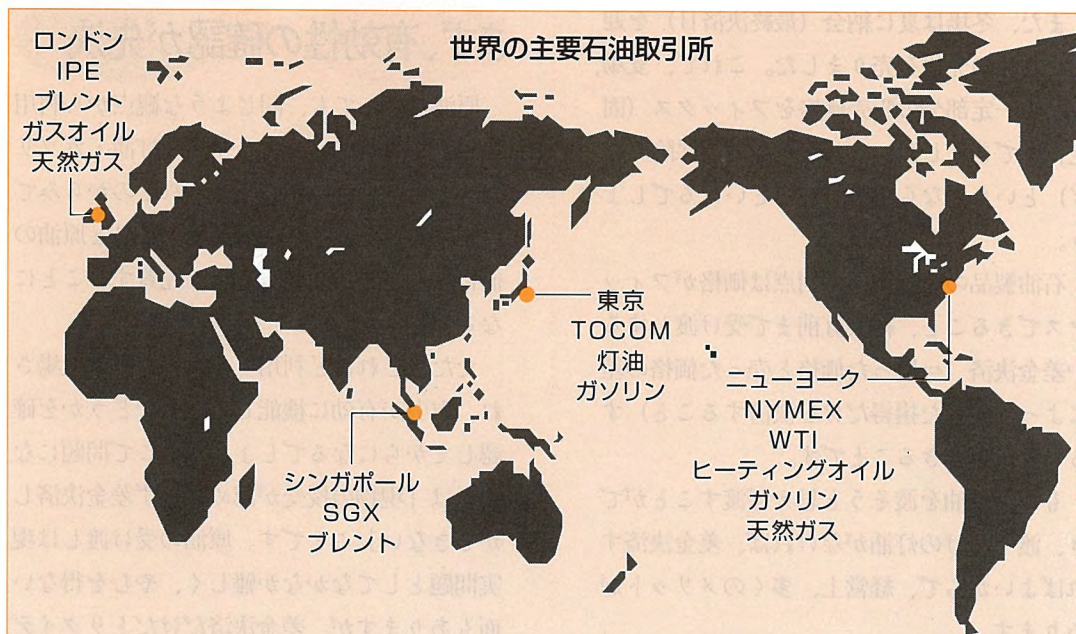 世界の主要石油取引所
ロンドン
IPE
ブレント
ガスオイル
天然ガス
東京
TOCOM
灯油
ガソリン
シンガポール
SGX
ブレント
ニューヨーク
NYMEX
WTI
ヒーティングオイル
ガソリン
天然ガス